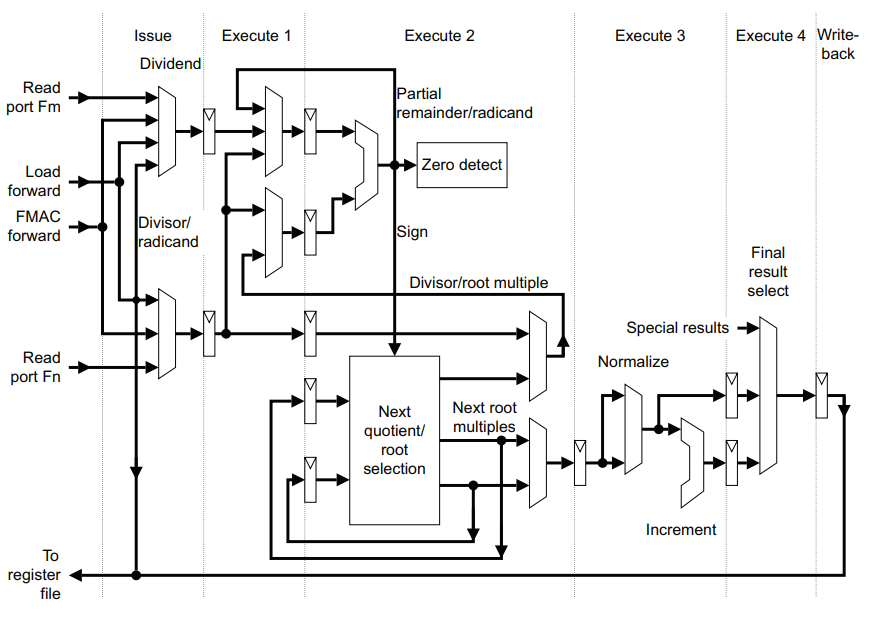 Issue
Execute 1
Execute 2
Execute 3
Execute 4
Write-
back
Dividend
Read
port Fm
Partial
remainder/radicand
Zero detect
Load
forward
FMAC
forward
Divisor/
radicand
Sign
Final
result
select
Divisor/root multiple
Special results
Read
port Fn
Normalize
Next
quotient/
root
selection
Next root
multiples
Increment
To
register
file